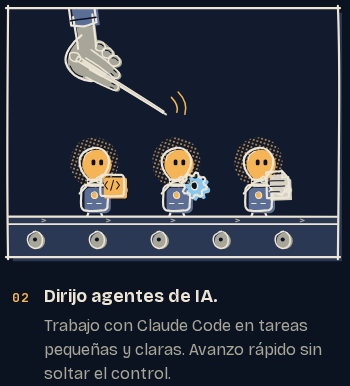 </>
02 Dirijo agentes de IA.
Trabajo con Claude Code en tareas
pequeñas y claras. Avanzo rápido sin
soltar el control.